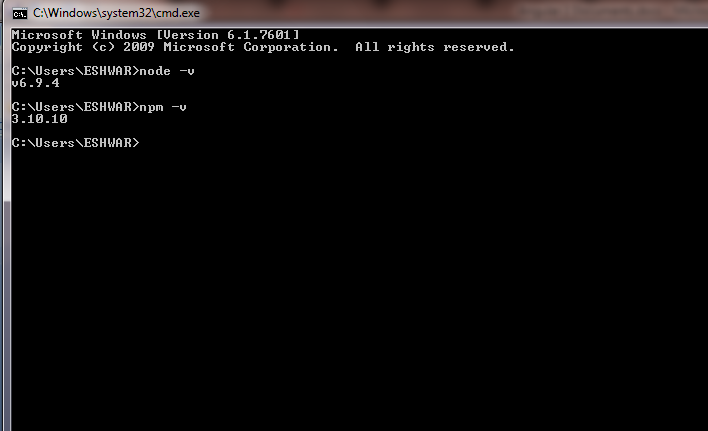 C:\Windows\system32\cmd.exe
Microsoft Windows [Version 6.1.7601]
Copyright (c) 2009 Microsoft Corporation.  All rights reserved.
C:\Users\ESHWAR>node -v
v6.9.4
C:\Users\ESHWAR>npm -v
3.10.10
C:\Users\ESHWAR>